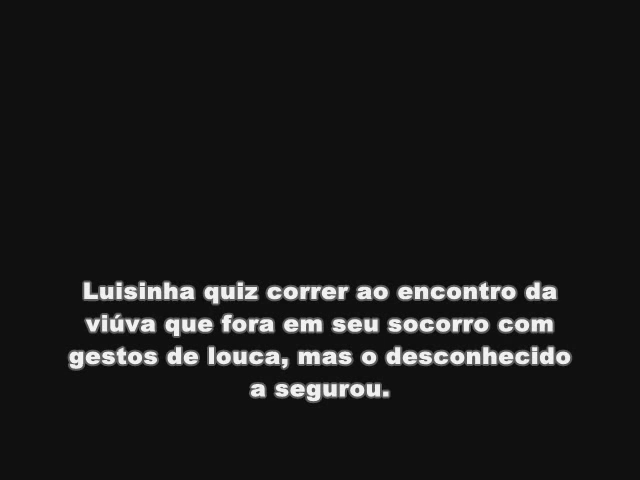 Luisinha quiz correr ao encontro da
viúva que fora em seu socorro com
gestos de louca, mas o desconhecido
a segurou.